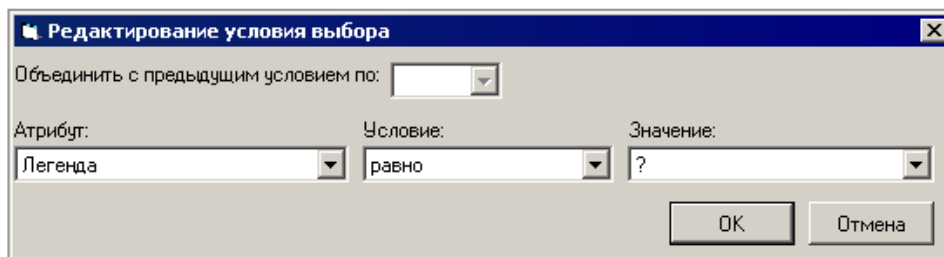 Редактирование условия выбора
Объединить с предыдущим условием по:
Атрибут: Условие: Значение:
Легенда равно ?
OK Отмена